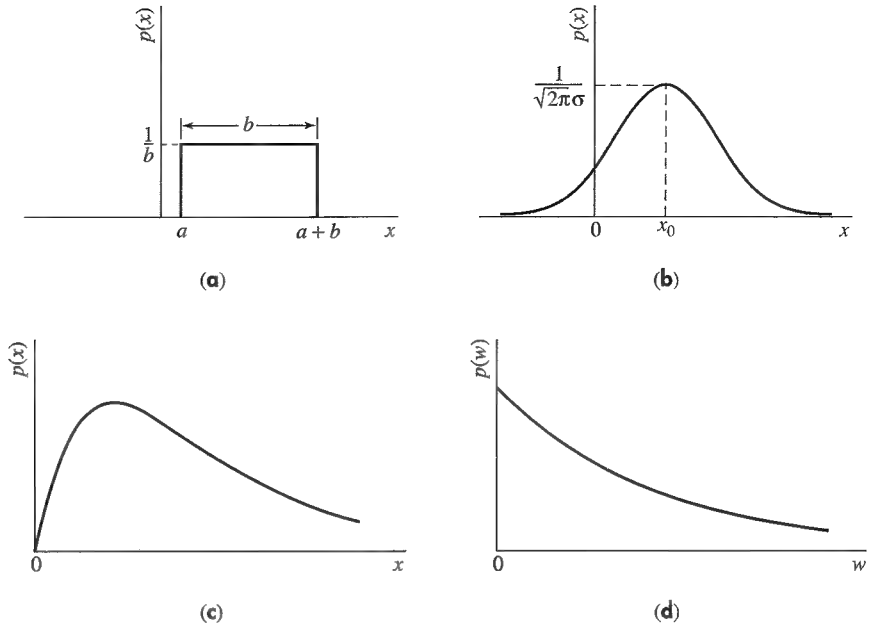 p(x)
b
1/b
a
a + b
x
(a)
p(x)
1/√2πσ
0
x₀
x
(b)
p(x)
0
x
(c)
p(w)
0
w
(d)